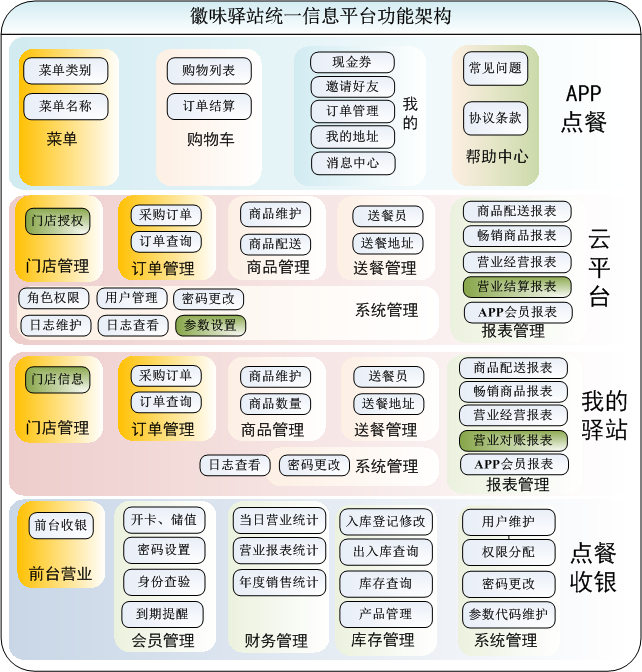 徽味驿站统一信息平台功能架构
菜单类别
菜单名称
菜单
购物列表
订单结算
购物车
现金券
邀请好友
订单管理
我的地址
消息中心
我的
常见问题
协议条款
帮助中心
APP
点餐
门店授权
门店管理
采购订单
订单查询
订单管理
商品维护
商品配送
商品管理
送餐员
送餐地址
送餐管理
角色权限
用户管理
密码更改
日志维护
日志查看
参数设置
系统管理
商品配送报表
畅销商品报表
营业经营报表
营业结算报表
APP会员报表
报表管理
云平台
门店信息
门店管理
采购订单
订单查询
订单管理
商品维护
商品数量
商品管理
送餐员
送餐地址
送餐管理
日志查看
密码更改
系统管理
商品配送报表
畅销商品报表
营业经营报表
营业对账报表
APP会员报表
报表管理
我的
驿站
前台收银
前台营业
开卡、储值
密码设置
身份查验
到期提醒
会员管理
当日营业统计
营业报表统计
年度销售统计
财务管理
入库登记修改
出入库查询
库存查询
产品管理
库存管理
用户维护
权限分配
密码更改
参数代码维护
系统管理
点餐
收银